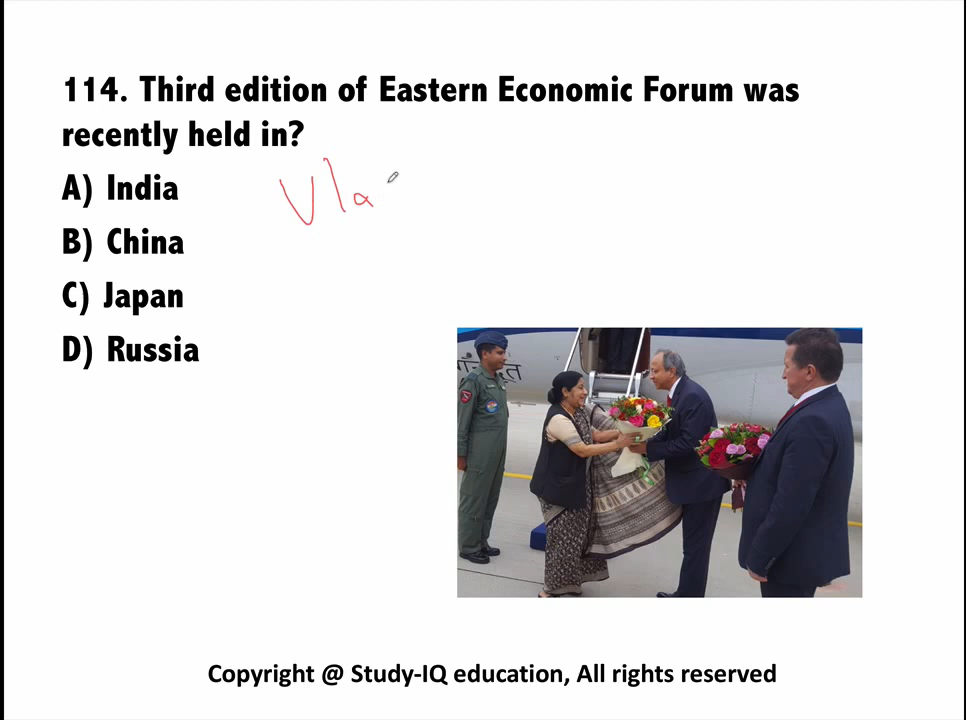 114. Third edition of Eastern Economic Forum was
recently held in?
A) India
Vla
B) China
C) Japan
D) Russia
Copyright @ Study-IQ education, All rights reserved